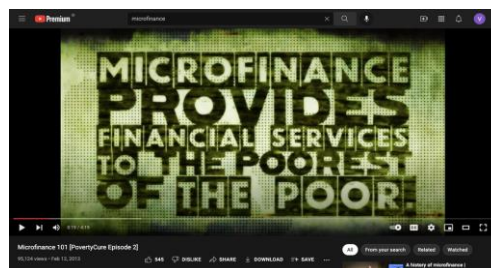 Premium
microfinance
V
MICROFINANCE
PROVIDES
FINANCIAL SERVICES
TO THE POOREST
OF THE POOR!
Microfinance 101 [PovertyCure Episode 2]
545 DISLIKE SHARE DOWNLOAD SAVE ...
All From your search Related Watched
A history of microfinance |